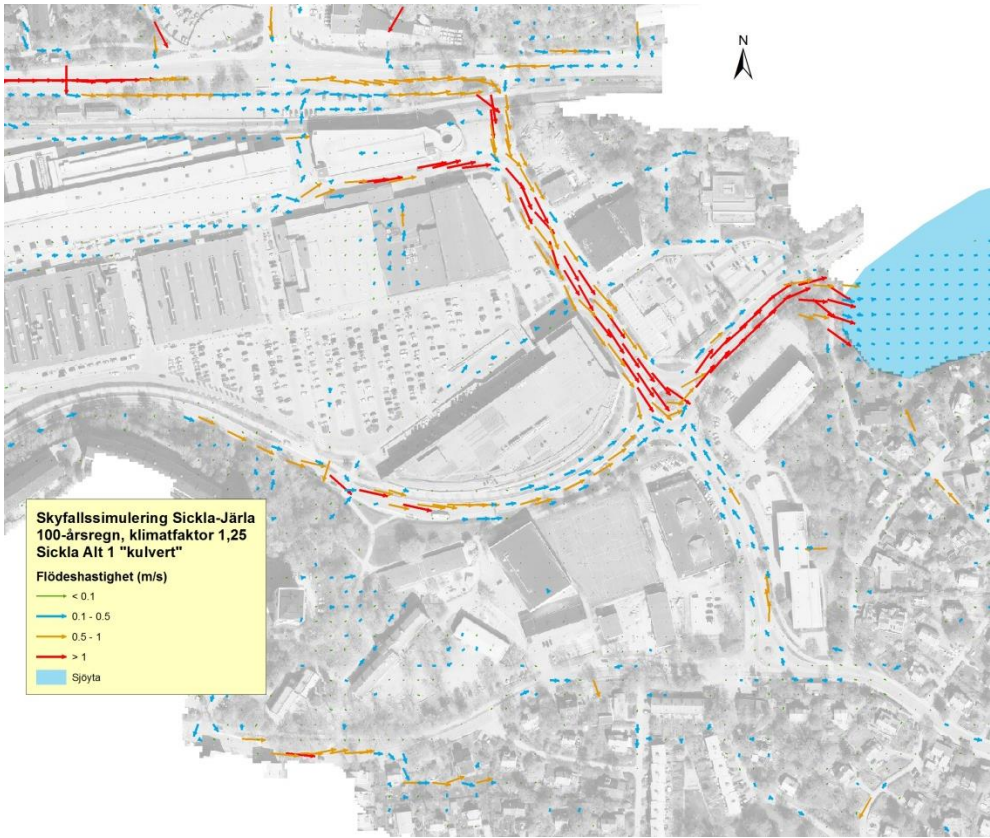 N
Skyfallssimulering Sickla-Järla
100-årsregn, klimatfaktor 1,25
Sickla Alt 1 "kulvert"
Flödeshastighet (m/s)
< 0.1
0.1 - 0.5
0.5 - 1
> 1
Sjöyta